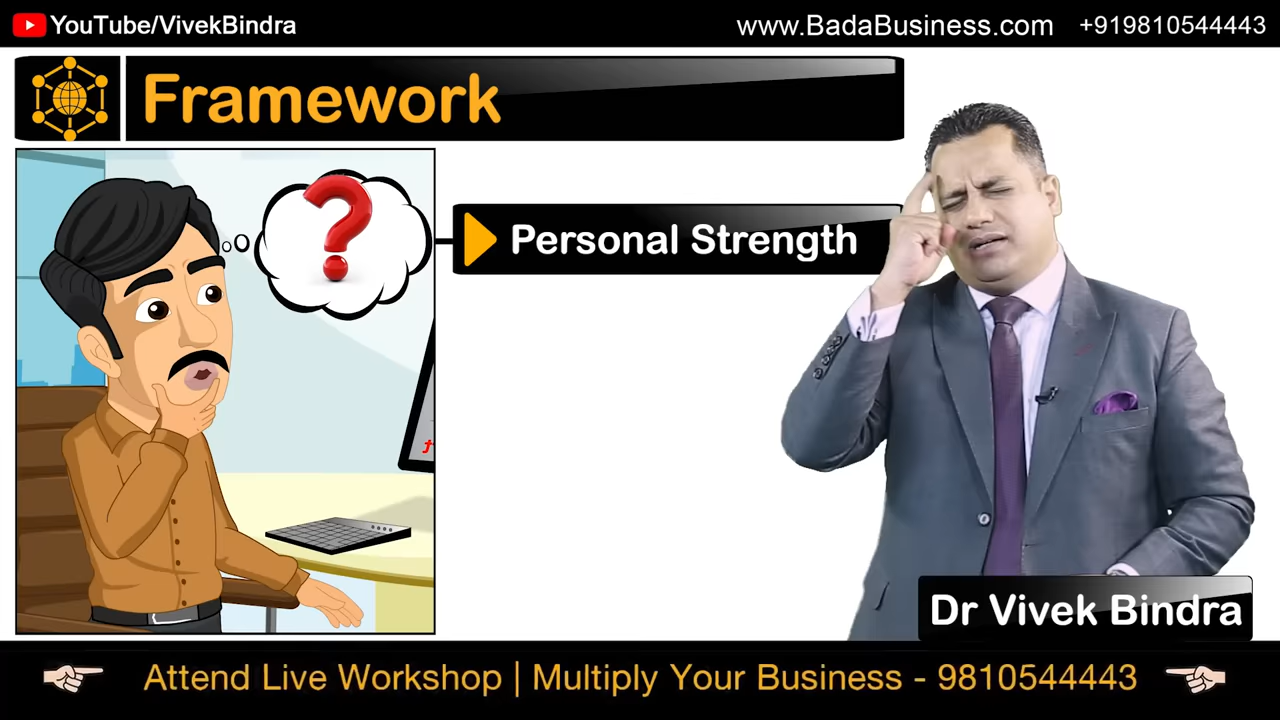 YouTube/VivekBindra
www.BadaBusiness.com +919810544443
Framework
?
Personal Strength
Dr Vivek Bindra
Attend Live Workshop | Multiply Your Business - 9810544443